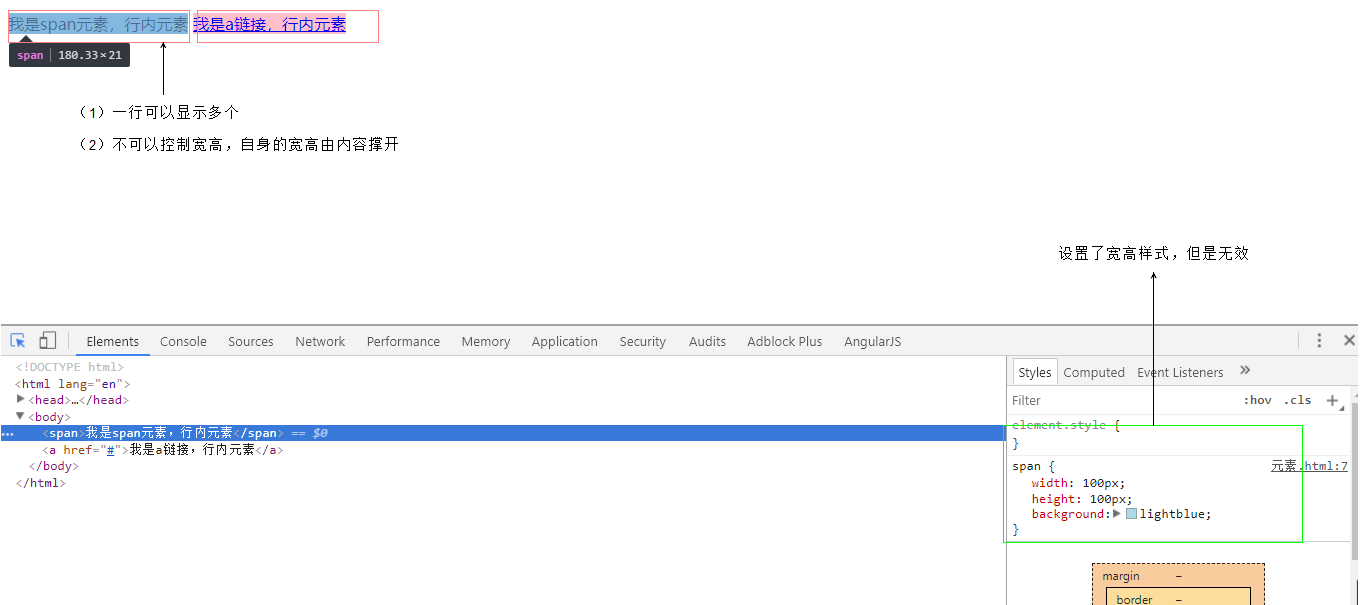 我是span元素，行内元素 我是a链接，行内元素
span 180.33×21
（1）一行可以显示多个
（2）不可以控制宽高，自身的宽高由内容撑开
设置了宽高样式，但是无效
Elements Console Sources Network Performance Memory Application Security Audits Adblock Plus AngularJS
<!DOCTYPE html>
<html lang="en">
<head>…</head>
<body>
<span>我是span元素，行内元素</span> == $0
<a href="#">我是a链接，行内元素</a>
</body>
</html>
Styles Computed Event Listeners »
Filter :hov .cls +
element.style {
}
span { 元素.html:7
width: 100px;
height: 100px;
background: lightblue;
}
margin –
border –